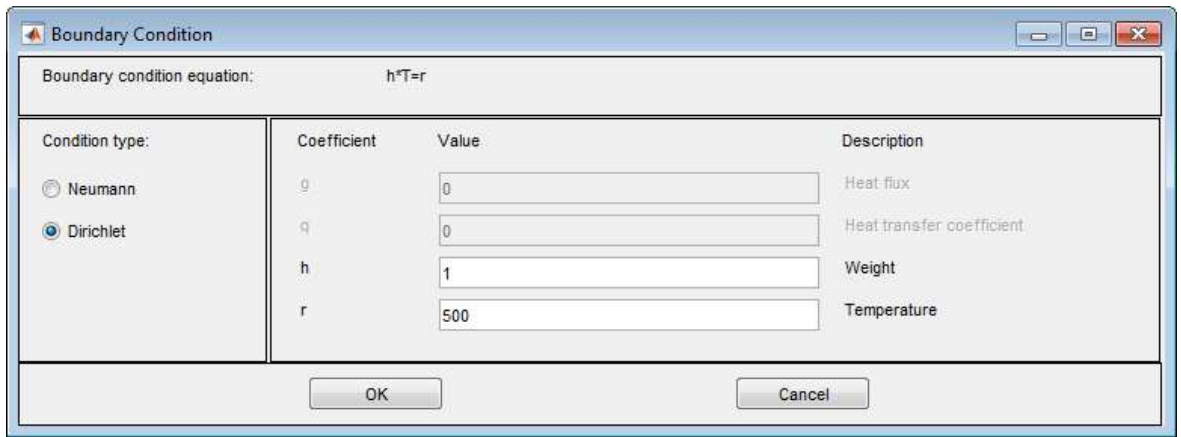 Boundary Condition
Boundary condition equation: h*T=r
Condition type:
Neumann
Dirichlet
Coefficient Value Description
g 0 Heat flux
q 0 Heat transfer coefficient
h 1 Weight
r 500 Temperature
OK Cancel